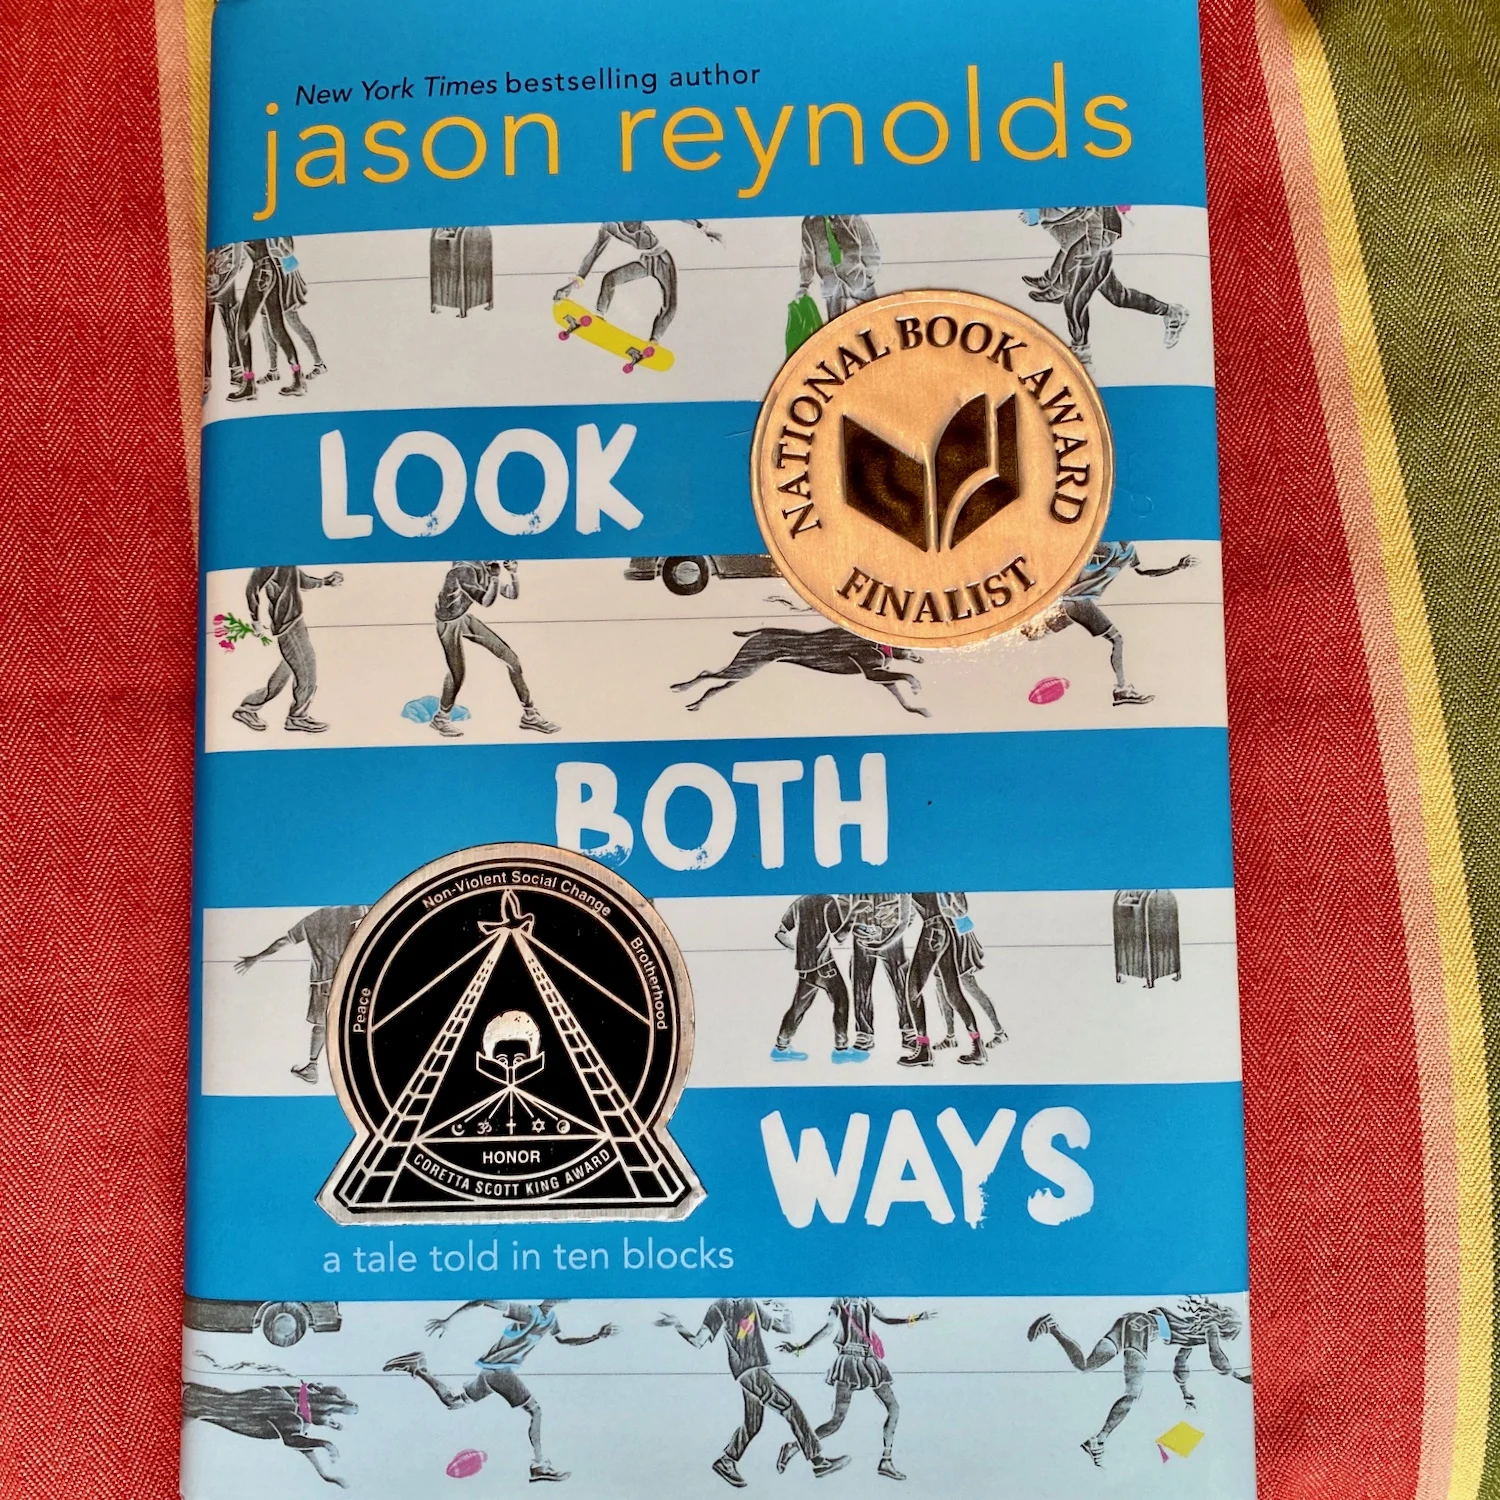 New York Times bestselling author
jason reynolds
NATIONAL BOOK AWARD
FINALIST
LOOK
BOTH
Peace
Non-Violent Social Change
Brotherhood
HONOR
CORETTA SCOTT KING AWARD
WAYS
a tale told in ten blocks